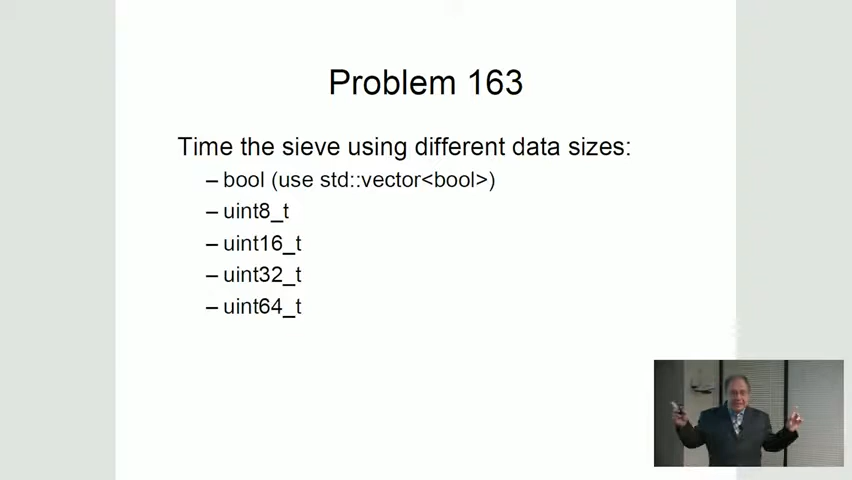 Problem 163
Time the sieve using different data sizes:
– bool (use std::vector<bool>)
– uint8_t
– uint16_t
– uint32_t
– uint64_t